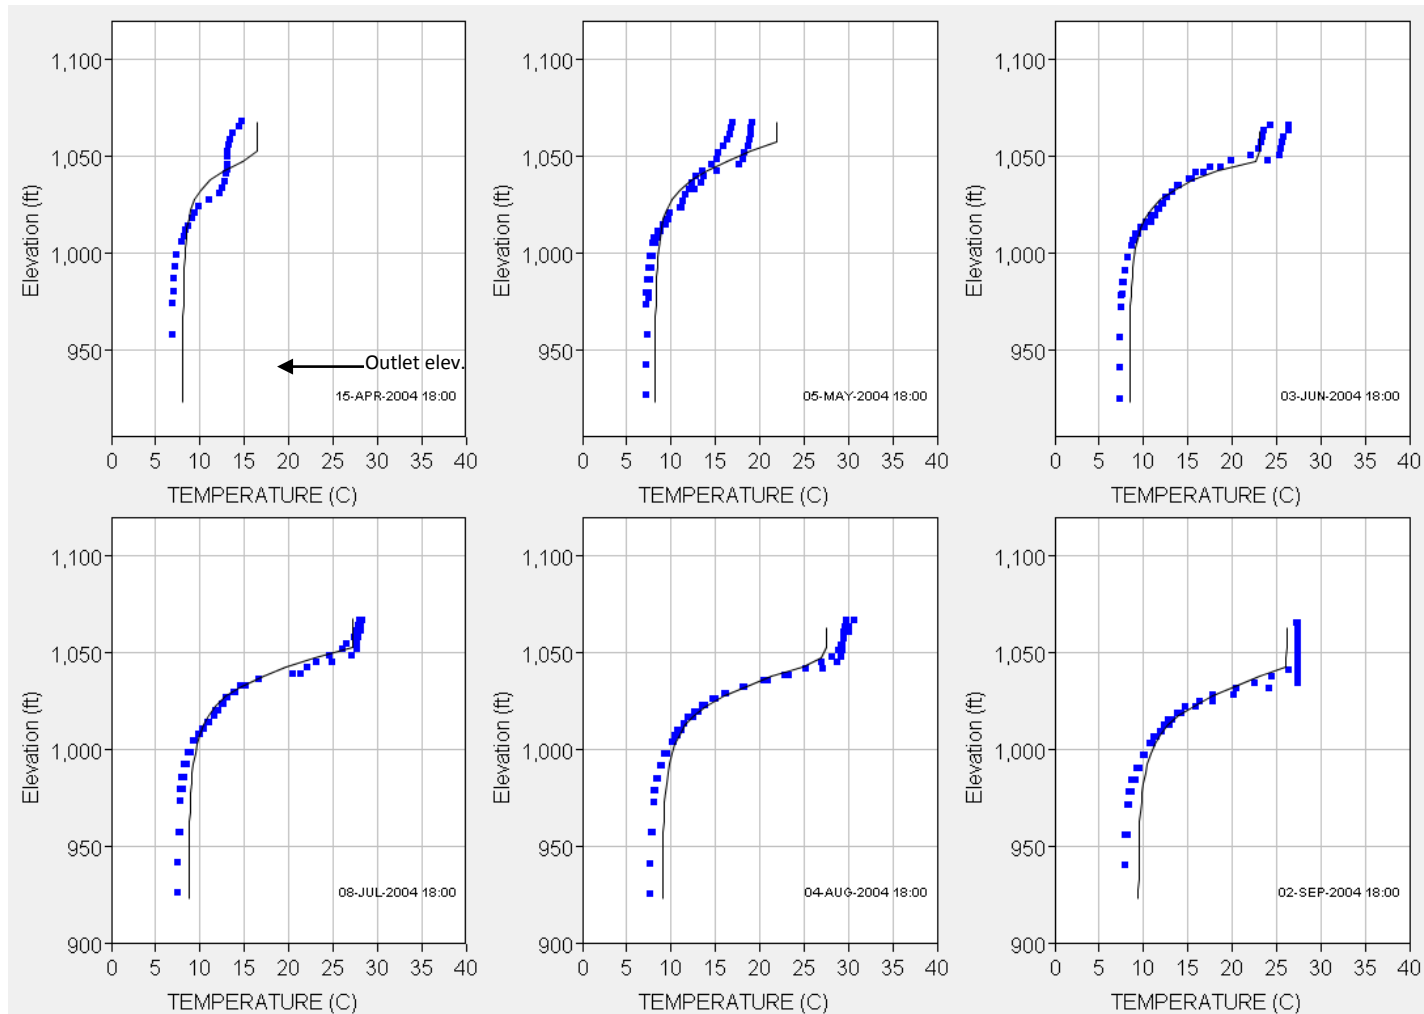 1,100
1,050
1,000
950
Elevation (ft)
Outlet elev.
15-APR-2004 18:00
0 5 10 15 20 25 30 35 40
TEMPERATURE (C)
1,100
1,050
1,000
950
Elevation (ft)
05-MAY-2004 18:00
0 5 10 15 20 25 30 35 40
TEMPERATURE (C)
1,100
1,050
1,000
950
Elevation (ft)
03-JUN-2004 18:00
0 5 10 15 20 25 30 35 40
TEMPERATURE (C)
1,100
1,050
1,000
950
900
Elevation (ft)
08-JUL-2004 18:00
0 5 10 15 20 25 30 35 40
TEMPERATURE (C)
1,100
1,050
1,000
950
900
Elevation (ft)
04-AUG-2004 18:00
0 5 10 15 20 25 30 35 40
TEMPERATURE (C)
1,100
1,050
1,000
950
900
Elevation (ft)
02-SEP-2004 18:00
0 5 10 15 20 25 30 35 40
TEMPERATURE (C)